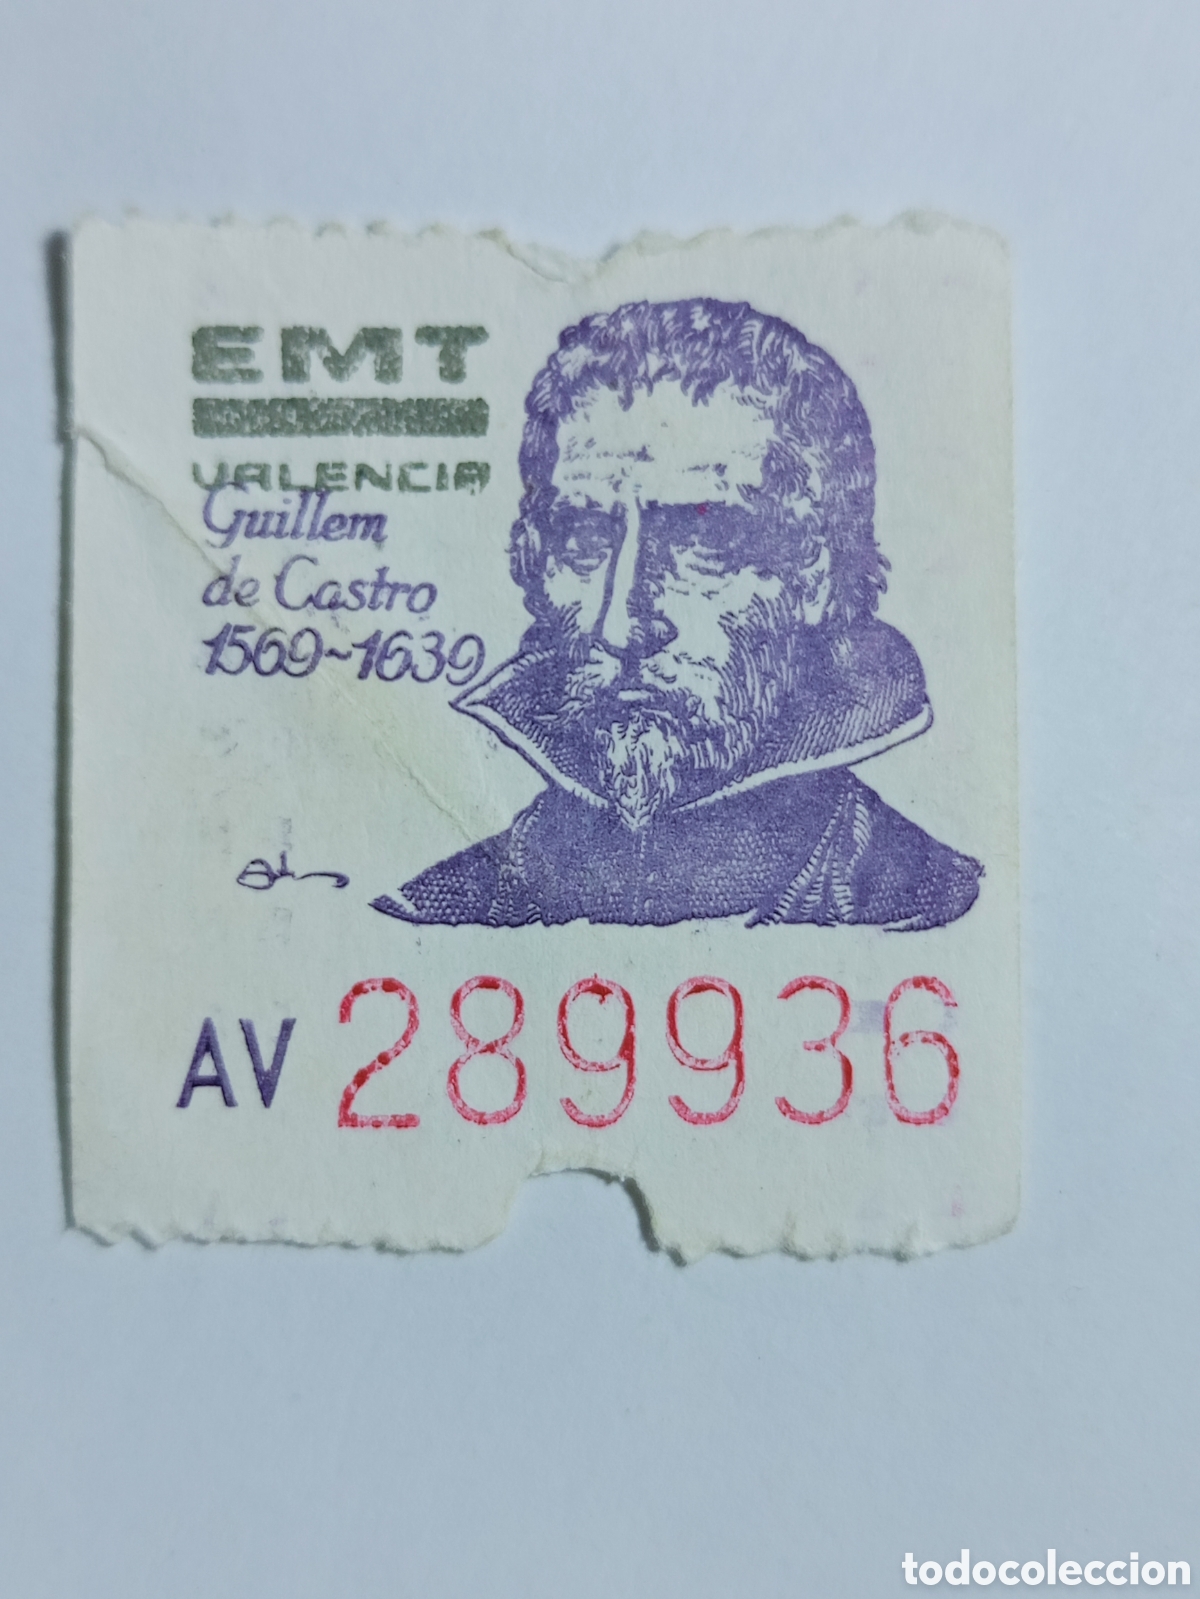 EMT
VALENCIA
Guillem
de Castro
1569~1639
AV 289936
todocoleccion